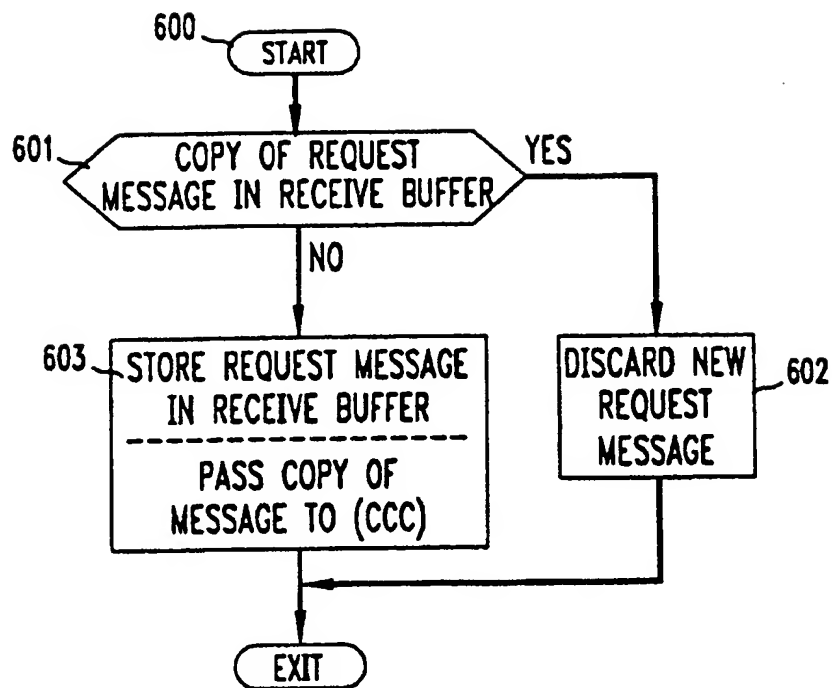 600
START
601
COPY OF REQUEST
MESSAGE IN RECEIVE BUFFER
YES
NO
603
STORE REQUEST MESSAGE
IN RECEIVE BUFFER
PASS COPY OF
MESSAGE TO (CCC)
DISCARD NEW
REQUEST
MESSAGE
602
EXIT